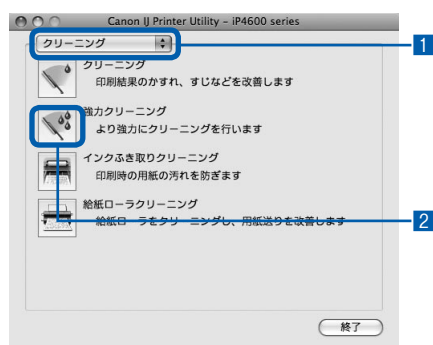 Canon IJ Printer Utility – iP4600 series
クリーニング
1
クリーニング
印刷結果のかすれ、すじなどを改善します
強力クリーニング
より強力にクリーニングを行います
インクふき取りクリーニング
印刷時の用紙の汚れを防ぎます
給紙ローラクリーニング
給紙ローラをクリーニングし、用紙送りを改善します
2
終了